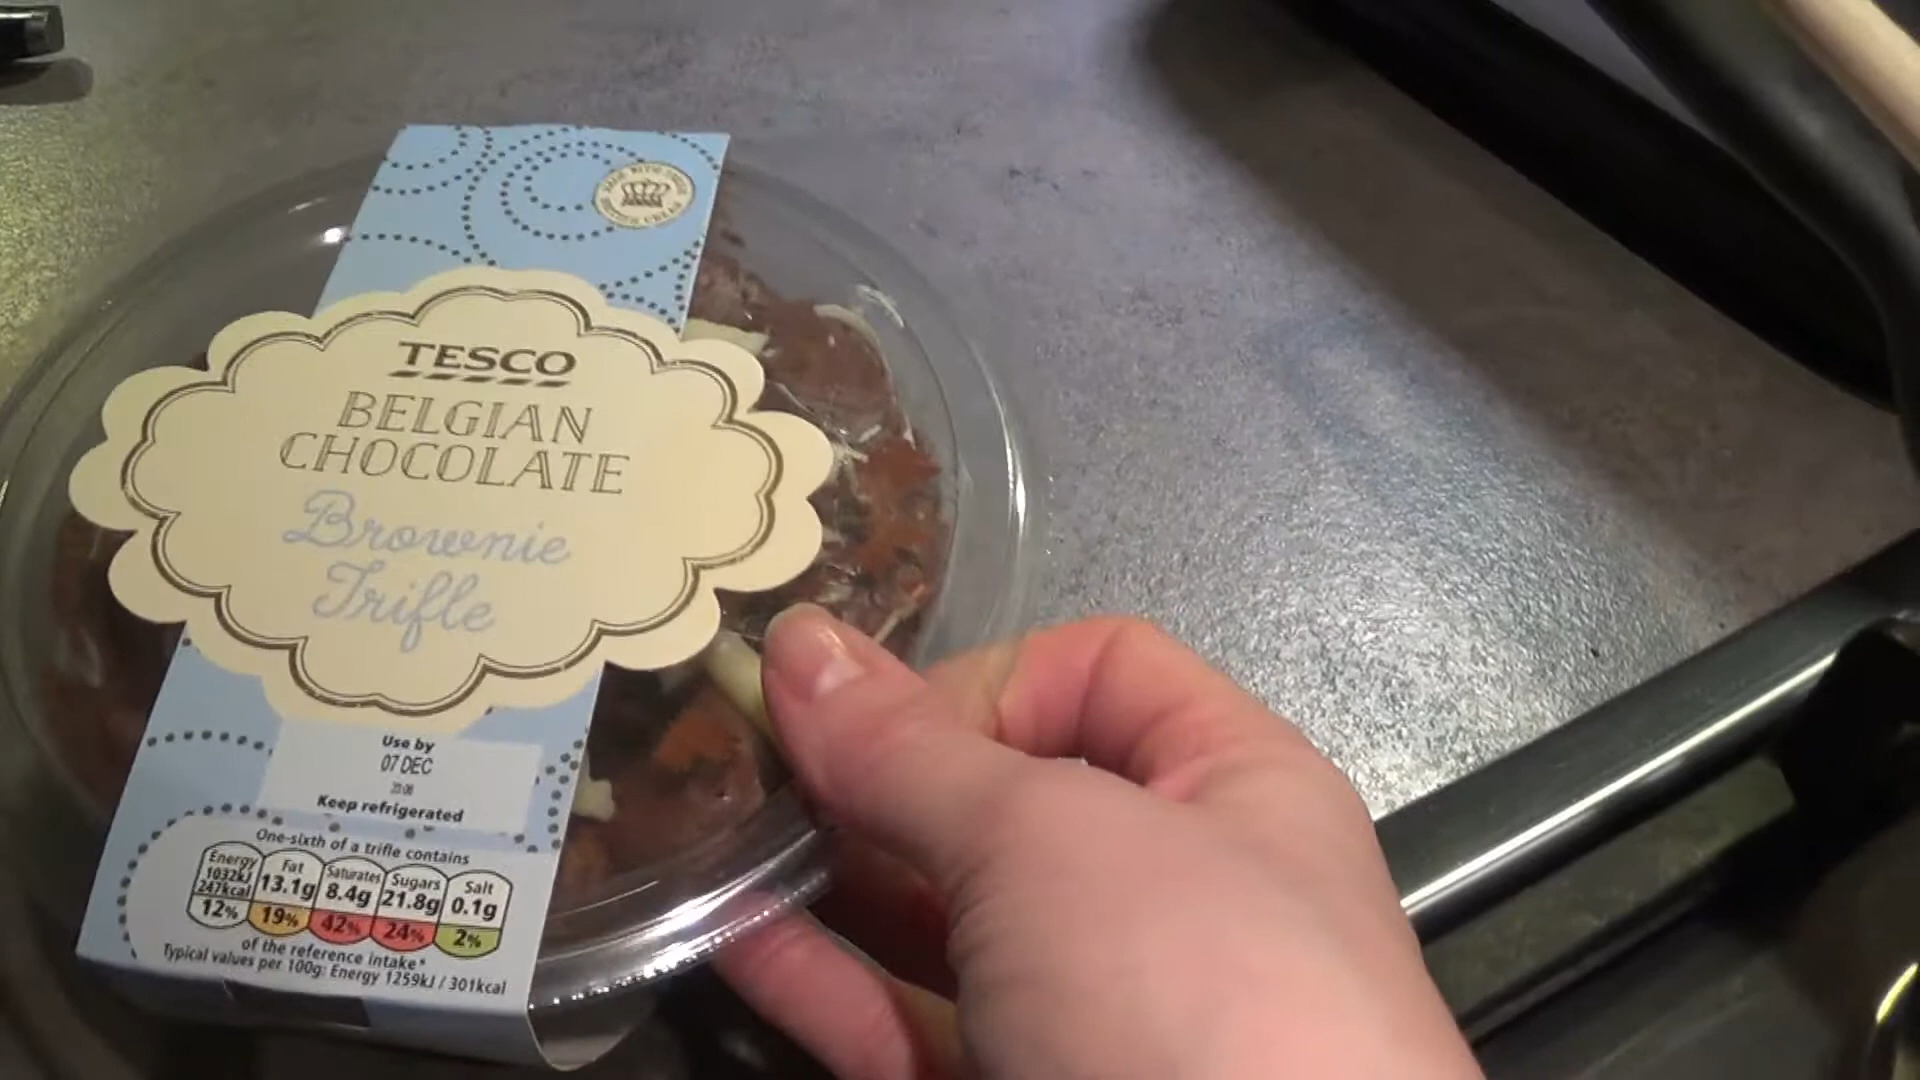 TESCO
BELGIAN
CHOCOLATE
Brownie
Trifle
Use by
07 DEC
Keep refrigerated
One-sixth of a trifle contains
Energy
1032kJ
247kcal
12%
Fat
13.1g
19%
Saturates
8.4g
42%
Sugars
21.8g
24%
Salt
0.1g
2%
of the reference intake*
Typical values per 100g: Energy 1259kJ / 301kcal